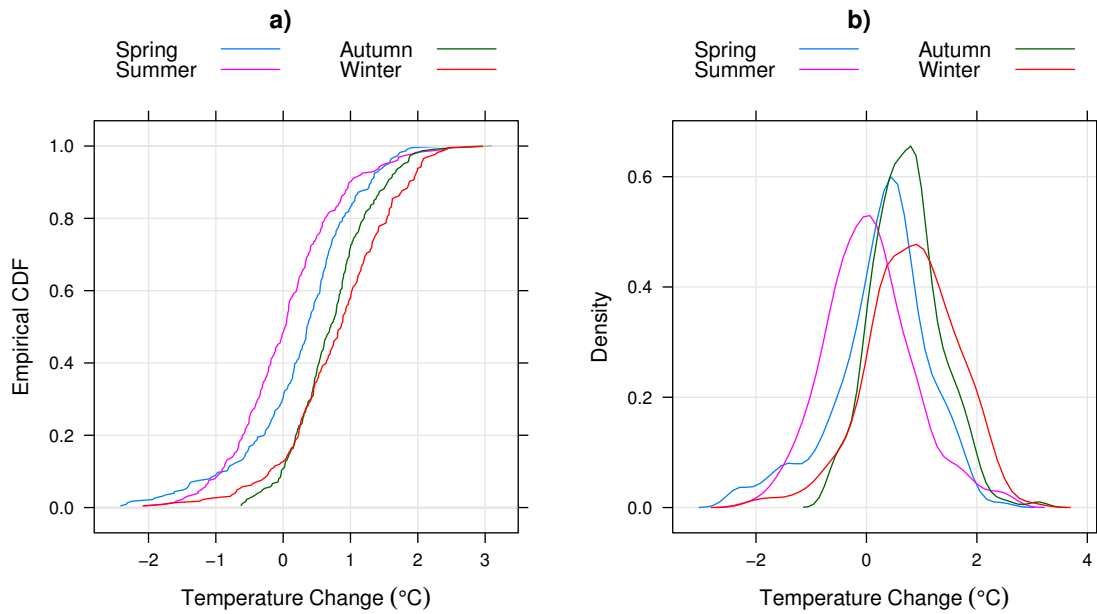 a)
Spring
Summer
Autumn
Winter
Empirical CDF
1.0
0.8
0.6
0.4
0.2
0.0
−2
−1
0
1
2
3
Temperature Change (°C)
b)
Spring
Summer
Autumn
Winter
Density
0.6
0.4
0.2
0.0
−2
0
2
4
Temperature Change (°C)